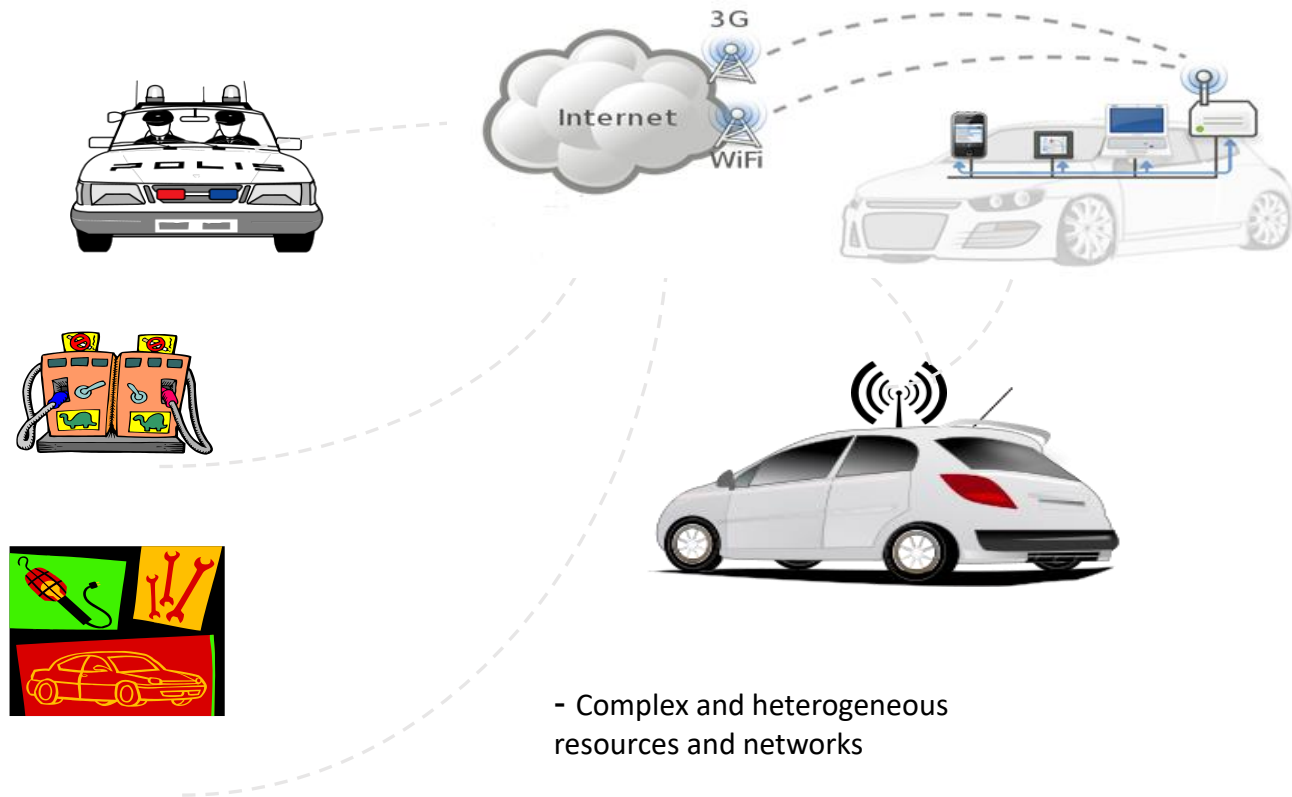 3G
Internet
WiFi
POLIS
- Complex and heterogeneous
resources and networks